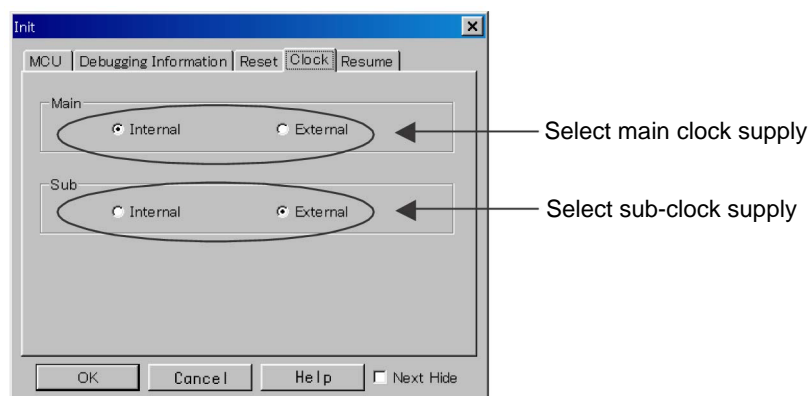 Init
MCU Debugging Information Reset Clock Resume
Main
Internal External
Select main clock supply
Sub
Internal External
Select sub-clock supply
OK Cancel Help Next Hide